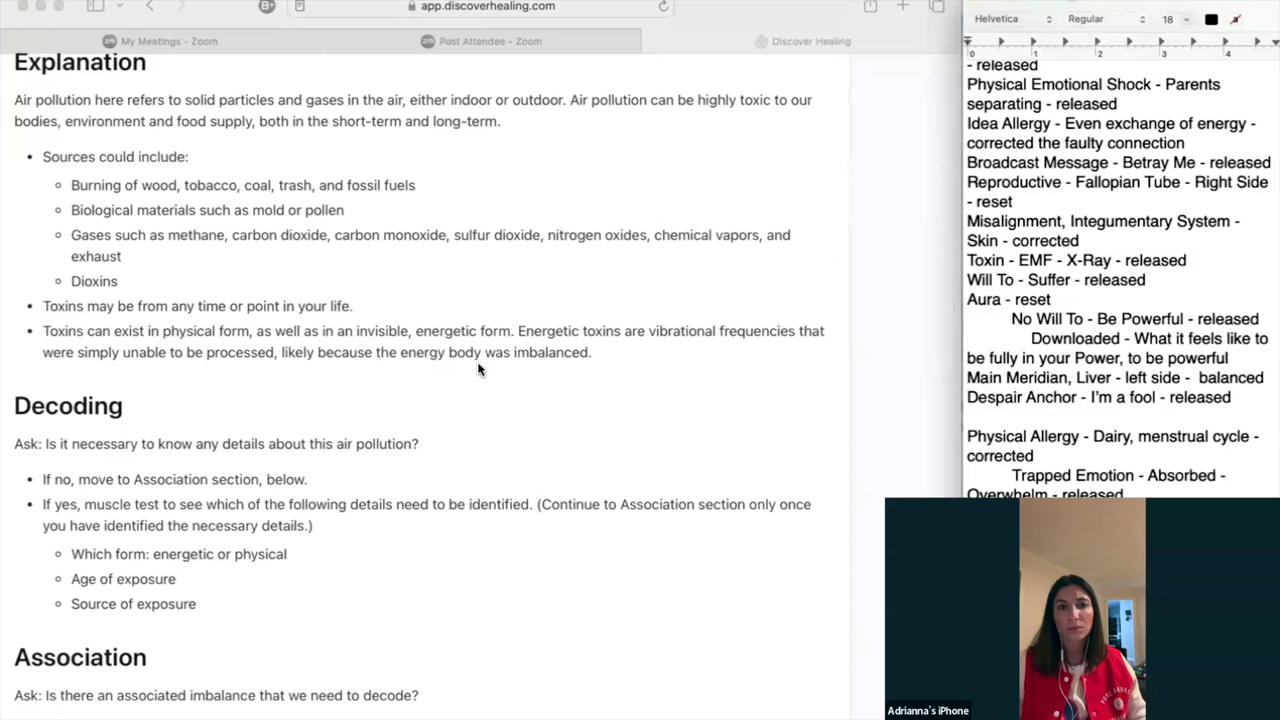 app.discoverhealing.com
My Meetings - Zoom
Post Attendee - Zoom
Discover Healing
Explanation
Air pollution here refers to solid particles and gases in the air, either indoor or outdoor. Air pollution can be highly toxic to our
bodies, environment and food supply, both in the short-term and long-term.
• Sources could include:
Burning of wood, tobacco, coal, trash, and fossil fuels
Biological materials such as mold or pollen
Gases such as methane, carbon dioxide, carbon monoxide, sulfur dioxide, nitrogen oxides, chemical vapors, and
exhaust
Dioxins
• Toxins may be from any time or point in your life.
• Toxins can exist in physical form, as well as in an invisible, energetic form. Energetic toxins are vibrational frequencies that
were simply unable to be processed, likely because the energy body was imbalanced.
Decoding
Ask: Is it necessary to know any details about this air pollution?
• If no, move to Association section, below.
• If yes, muscle test to see which of the following details need to be identified. (Continue to Association section only once
you have identified the necessary details.)
Which form: energetic or physical
Age of exposure
Source of exposure
Association
Ask: Is there an associated imbalance that we need to decode?
Helvetica
Regular
18
0 1 2 3 4
- released
Physical Emotional Shock - Parents
separating - released
Idea Allergy - Even exchange of energy -
corrected the faulty connection
Broadcast Message - Betray Me - released
Reproductive - Fallopian Tube - Right Side
- reset
Misalignment, Integumentary System -
Skin - corrected
Toxin - EMF - X-Ray - released
Will To - Suffer - released
Aura - reset
No Will To - Be Powerful - released
Downloaded - What it feels like to
be fully in your Power, to be powerful
Main Meridian, Liver - left side - balanced
Despair Anchor - I'm a fool - released
Physical Allergy - Dairy, menstrual cycle -
corrected
Trapped Emotion - Absorbed -
Overwhelm - released
Adrianna's iPhone